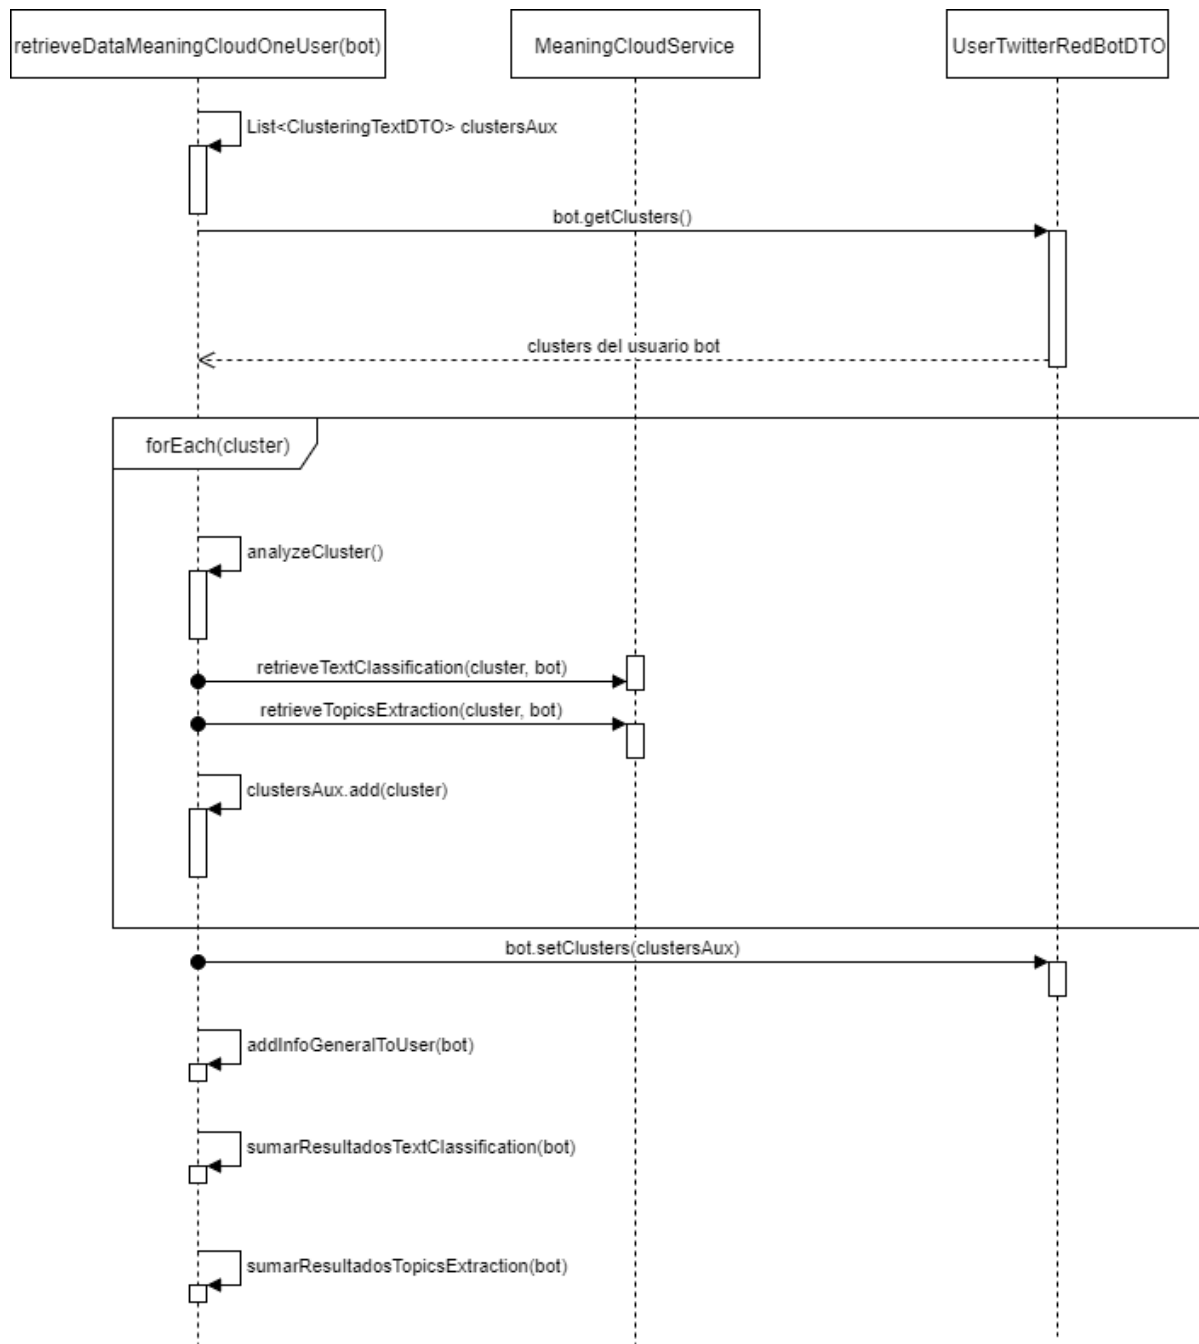 retrieveDataMeaningCloudOneUser(bot)
MeaningCloudService
UserTwitterRedBotDTO
List<ClusteringTextDTO> clustersAux
bot.getClusters()
clusters del usuario bot
forEach(cluster)
analyzeCluster()
retrieveTextClassification(cluster, bot)
retrieveTopicsExtraction(cluster, bot)
clustersAux.add(cluster)
bot.setClusters(clustersAux)
addInfoGeneralToUser(bot)
sumarResultadosTextClassification(bot)
sumarResultadosTopicsExtraction(bot)